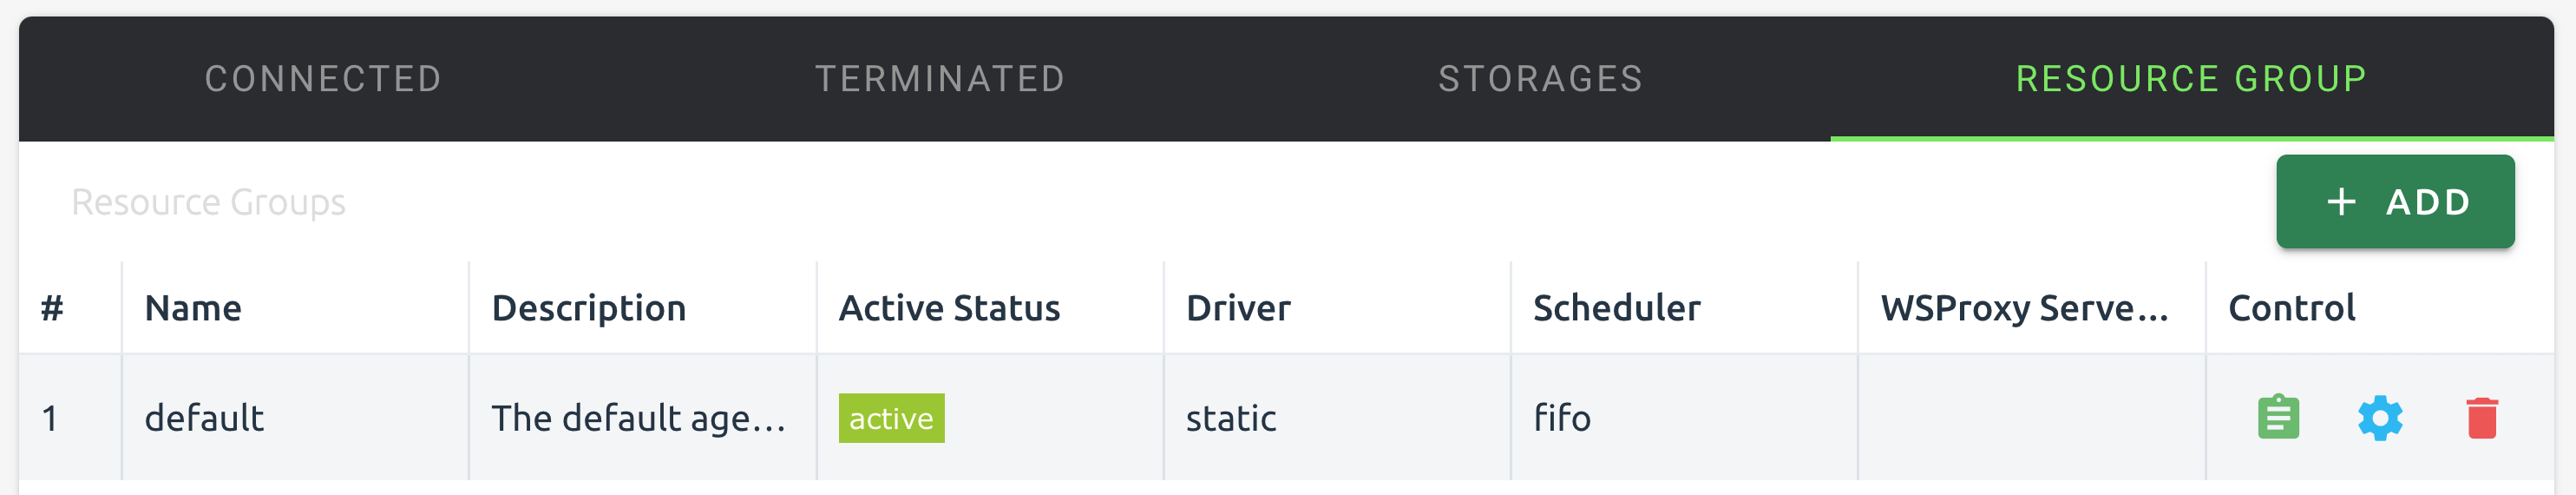 CONNECTED TERMINATED STORAGES RESOURCE GROUP
Resource Groups
+ ADD
# Name Description Active Status Driver Scheduler WSProxy Serve... Control
1 default The default age... active static fifo